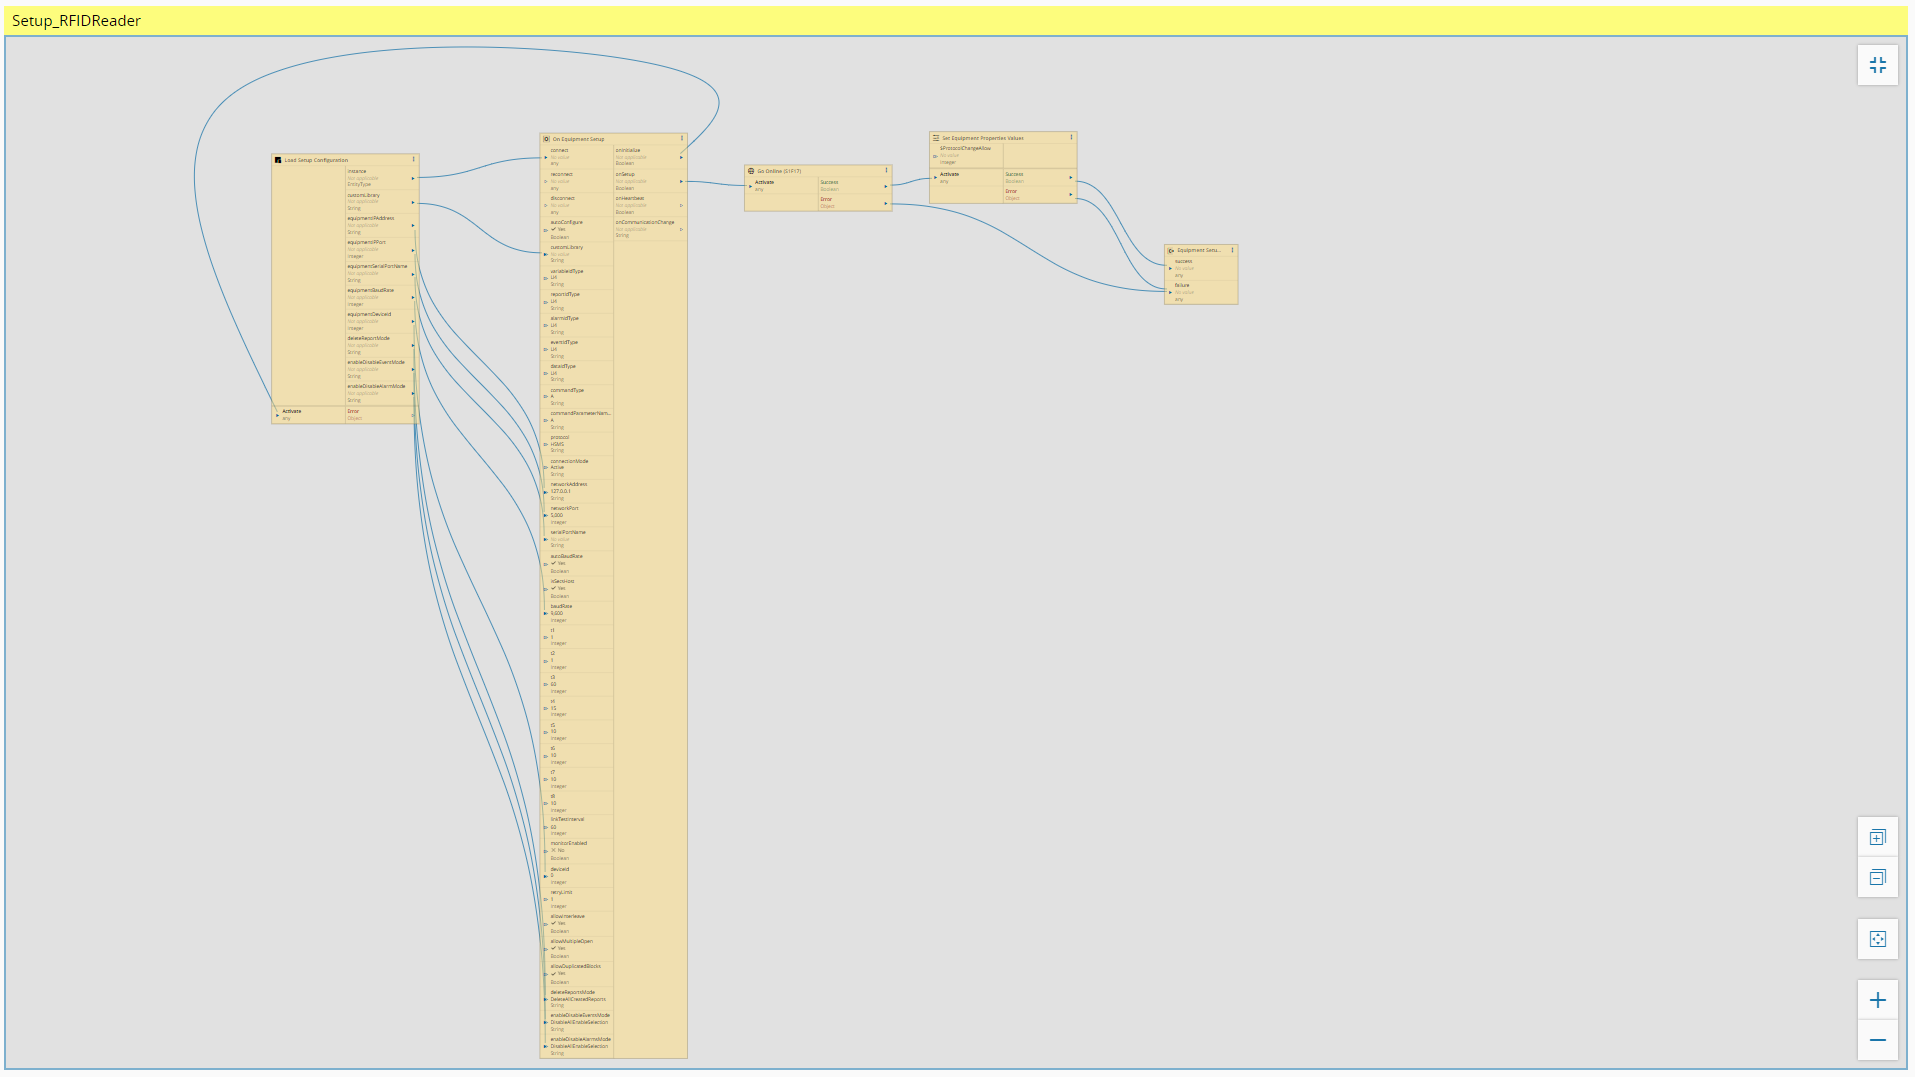 Setup_RFIDReader
Load Setup Configuration
instance
Not applicable
EntityType
customLibrary
Not applicable
String
equipmentIPAddress
Not applicable
String
equipmentIPPort
Not applicable
Integer
equipmentSerialPortName
Not applicable
String
equipmentBaudRate
Not applicable
Integer
equipmentDeviceId
Not applicable
Integer
deleteReportMode
Not applicable
String
enableDisableEventMode
Not applicable
String
enableDisableAlarmMode
Not applicable
String
Activate
any
Error
Object
On Equipment Setup
connect
No value
any
reconnect
No value
any
disconnect
No value
any
autoConfigure
Yes
Boolean
customLibrary
No value
String
variableIdType
U4
String
reportIdType
U4
String
alarmIdType
U4
String
eventIdType
U4
String
dataIdType
U4
String
commandType
A
String
commandParameterNam...
A
String
protocol
HSMS
String
connectionMode
Active
String
networkAddress
127.0.0.1
String
networkPort
5,000
Integer
serialPortName
No value
String
autoBaudRate
Yes
Boolean
isSecsHost
Yes
Boolean
baudRate
9,600
Integer
t1
1
Integer
t2
1
Integer
t3
60
Integer
t4
15
Integer
t5
10
Integer
t6
10
Integer
t7
10
Integer
t8
10
Integer
linkTestInterval
60
Integer
monitorEnabled
No
Boolean
deviceId
0
Integer
retryLimit
1
Integer
allowInterleave
Yes
Boolean
allowMultipleOpen
Yes
Boolean
allowDuplicatedBlocks
Yes
Boolean
deleteReportsMode
DeleteAllCreatedReports
String
enableDisableEventsMode
DisableAllEnableSelection
String
enableDisableAlarmsMode
DisableAllEnableSelection
String
onInitialize
Not applicable
Boolean
onSetup
Not applicable
Boolean
onHeartbeat
Not applicable
Boolean
onCommunicationChange
Not applicable
String
Go Online (S1F17)
Activate
any
Success
Boolean
Error
Object
Set Equipment Properties Values
$ProtocolChangeAllow
No value
Integer
Activate
any
Success
Boolean
Error
Object
Equipment Setu...
success
No value
any
failure
No value
any